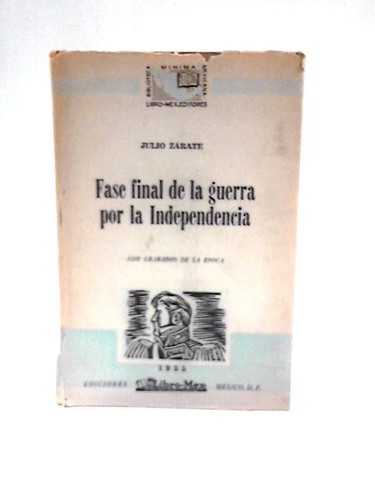 BIBLIOTECA MINIMA MEXICANA
LIBRO-MEX.EDITORES
JULIO ZARATE
Fase final de la guerra
por la Independencia
CON GRABADOS DE LA EPOCA
1955
EDICIONES Libro-Mex MEXICO, D. F.